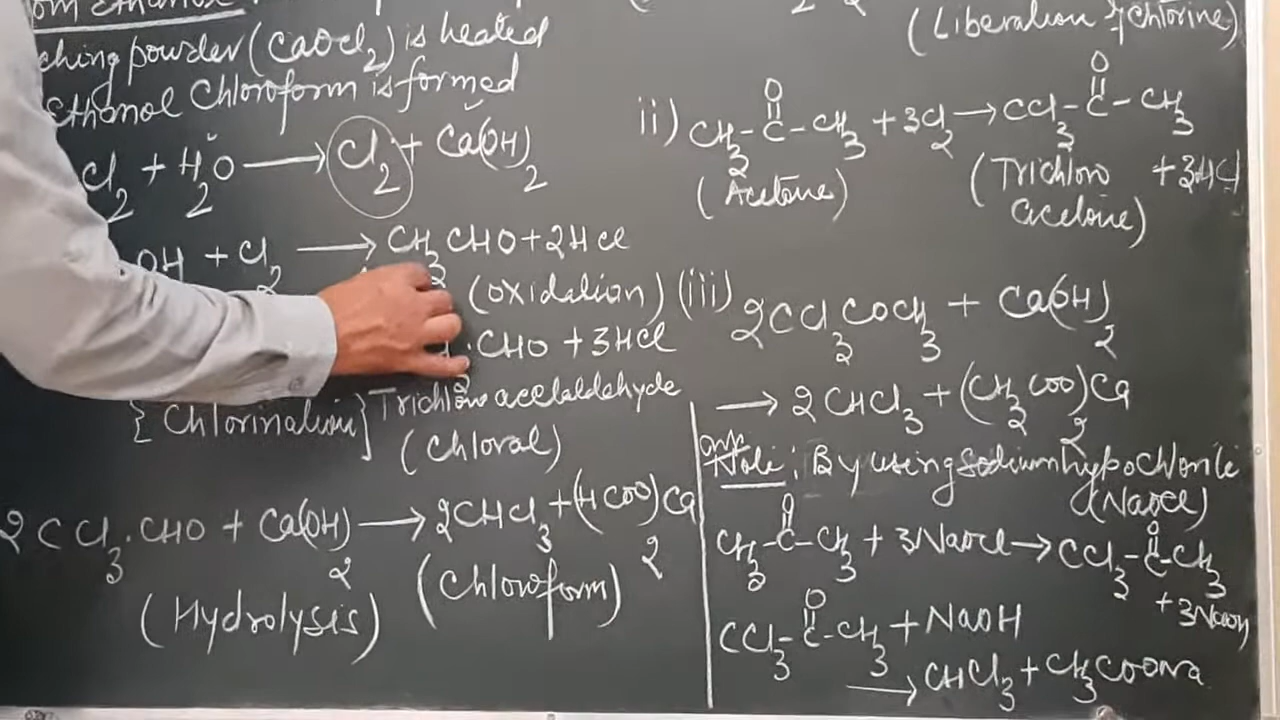 om Ethanol
ching powder (CaOCl₂) is heated
Ethanol Chloroform is formed
Cl₂ + H₂O ⟶ Cl₂ + Ca(OH)₂
OH + Cl₂ ⟶ CH₃CHO + 2HCl
(oxidation)
.CHO + 3HCl
[Chlorination] Trichloroacetaldehyde
(Chloral)
2CCl₃.CHO + Ca(OH)₂ ⟶ 2CHCl₃ + (HCOO)₂Ca
(Hydrolysis) (Chloroform)
(Liberation of Chlorine)
O O
ii) CH₃-C-CH₃ + 3Cl₂ ⟶ CCl₃-C-CH₃
(Acetone) (Trichloro + 3HCl
acetone)
(iii) 2CCl₃COCH₃ + Ca(OH)₂
⟶ 2CHCl₃ + (CH₃COO)₂Ca
Note: By using Sodium hypochlorite
(NaOCl)
O O
CH₃-C-CH₃ + 3NaOCl → CCl₃-C-CH₃
+ 3NaOH
O
CCl₃-C-CH₃ + NaOH
⟶ CHCl₃ + CH₃COONa